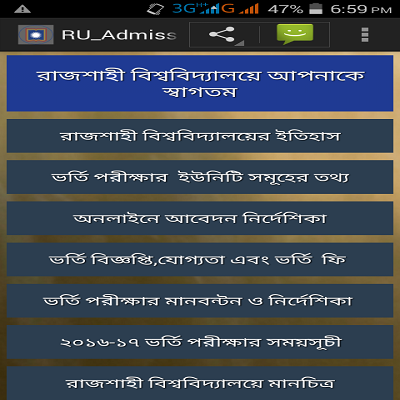 3G H+ G 47% 6:59 PM
RU_Admiss
রাজশাহী বিশ্ববিদ্যালয়ে আপনাকে
স্বাগতম
রাজশাহী বিশ্ববিদ্যালয়ের ইতিহাস
ভর্তি পরীক্ষার ইউনিটি সমূহের তথ্য
অনলাইনে আবেদন নির্দেশিকা
ভর্তি বিজ্ঞপ্তি,যোগ্যতা এবং ভর্তি ফি
ভর্তি পরীক্ষার মানবন্টন ও নির্দেশিকা
২০১৬-১৭ ভর্তি পরীক্ষার সময়সূচী
রাজশাহী বিশ্ববিদ্যালয়ে মানচিত্র